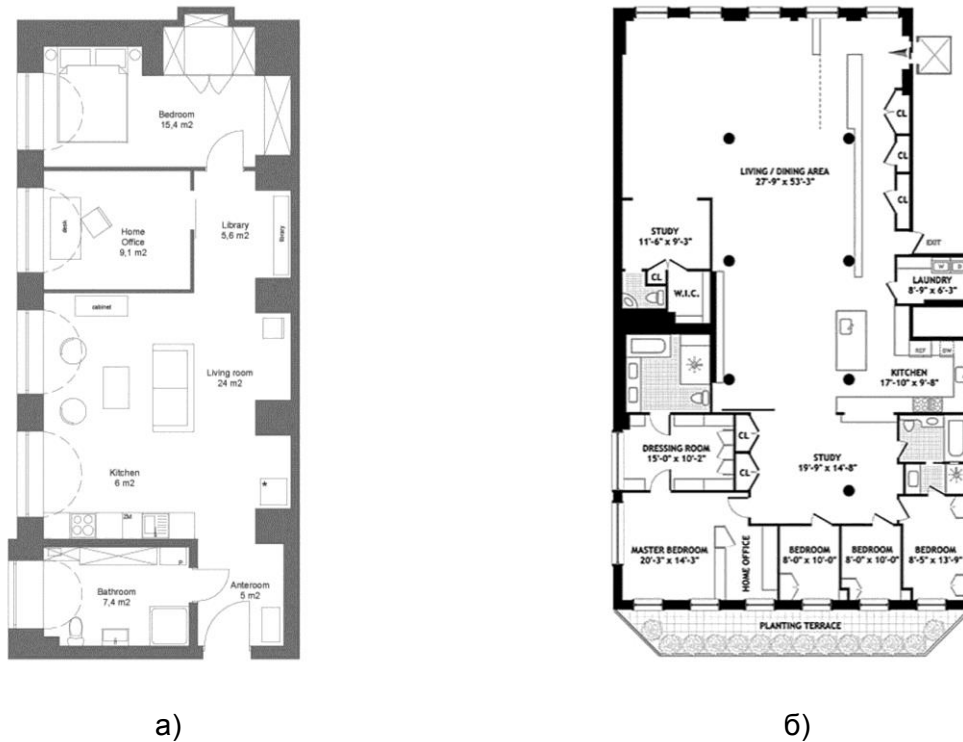 Bedroom
15,4 m2
desk
Home
Office
9,1 m2
Library
5,6 m2
library
cabinet
Living room
24 m2
Kitchen
6 m2
ZM
*
Bathroom
7,4 m2
P
Anteroom
5 m2
а)
CL
CL
CL
LIVING / DINING AREA
27'-9" x 53'-3"
STUDY
11'-6" x 9'-3"
EXIT
CL
W.I.C.
W D
LAUNDRY
8'-9" x 6'-3"
REF DW
KITCHEN
17'-10" x 9'-8"
CL
DRESSING ROOM
15'-0" x 10'-2"
CL
STUDY
19'-9" x 14'-8"
MASTER BEDROOM
20'-3" x 14'-3"
HOME OFFICE
BEDROOM
8'-0" x 10'-0"
BEDROOM
8'-0" x 10'-0"
BEDROOM
8'-5" x 13'-9"
PLANTING TERRACE
б)